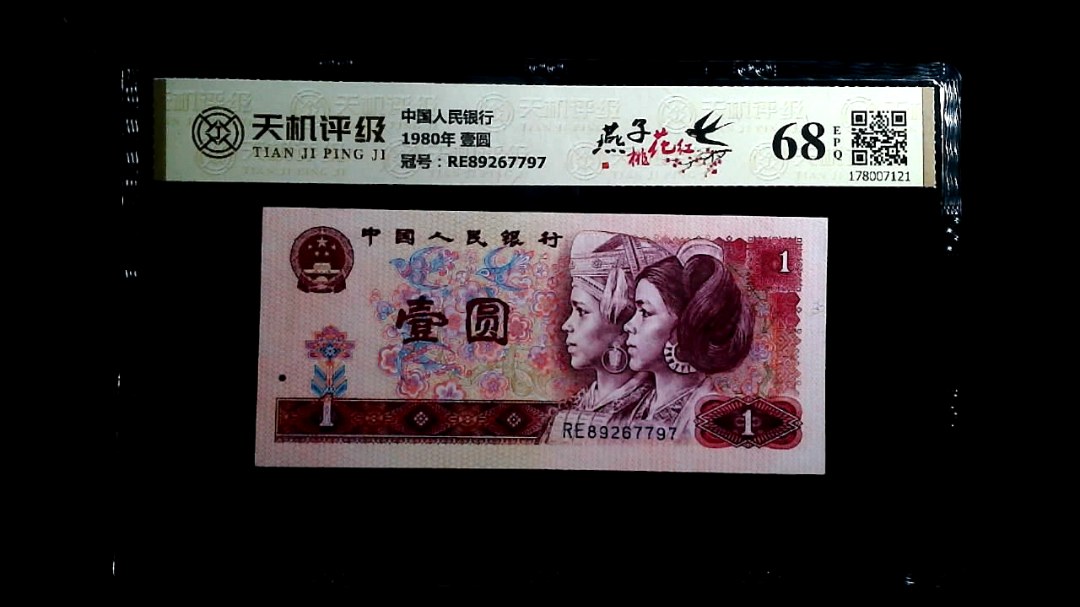 天机评级
TIAN JI PING JI
中国人民银行
1980年 壹圆
冠号：RE89267797
燕子
桃花红
68
EPQ
178007121
中国人民银行
壹圆
1
1
1
RE89267797